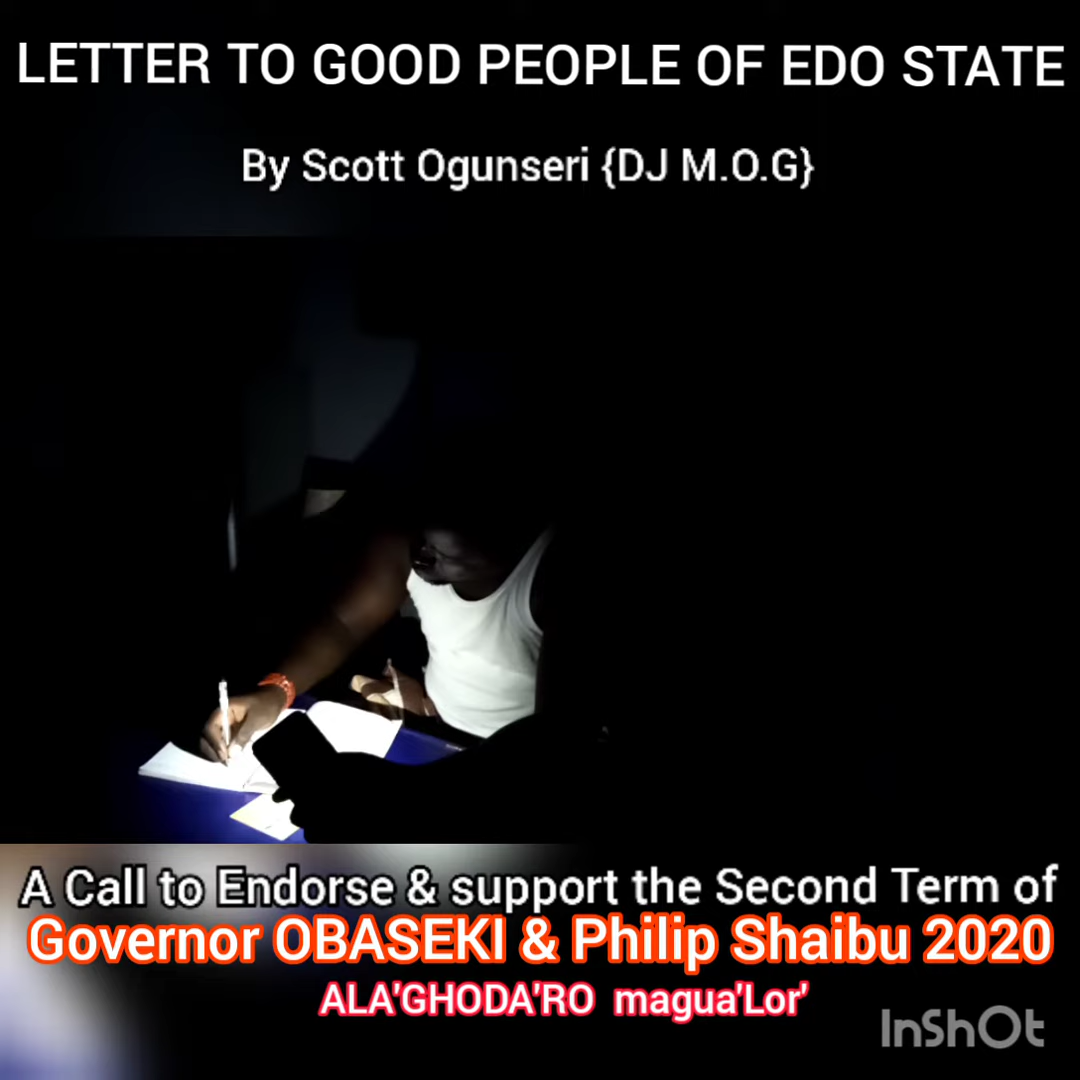 LETTER TO GOOD PEOPLE OF EDO STATE
By Scott Ogunseri {DJ M.O.G}
A Call to Endorse & support the Second Term of
Governor OBASEKI & Philip Shaibu 2020
ALA'GHODA'RO magua'Lor'
InShOt